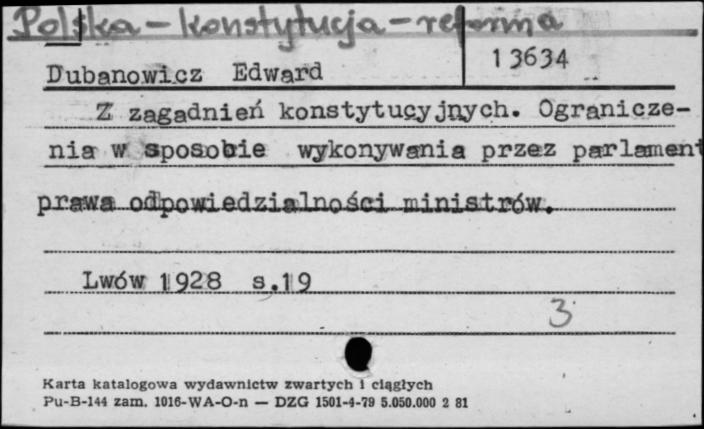 Polska - konstytucja - reforma
Dubanowicz Edward 13634
Z zagadnień konstytucyjnych. Ogranicze-
nia w sposobie wykonywania przez parlament
prawa odpowiedzialności ministrów.
Lwów 1928 s.19
3
Karta katalogowa wydawnictw zwartych i ciągłych
Pu-B-144 zam. 1016-WA-O-n — DZG 1501-4-79 5.050.000 2 81